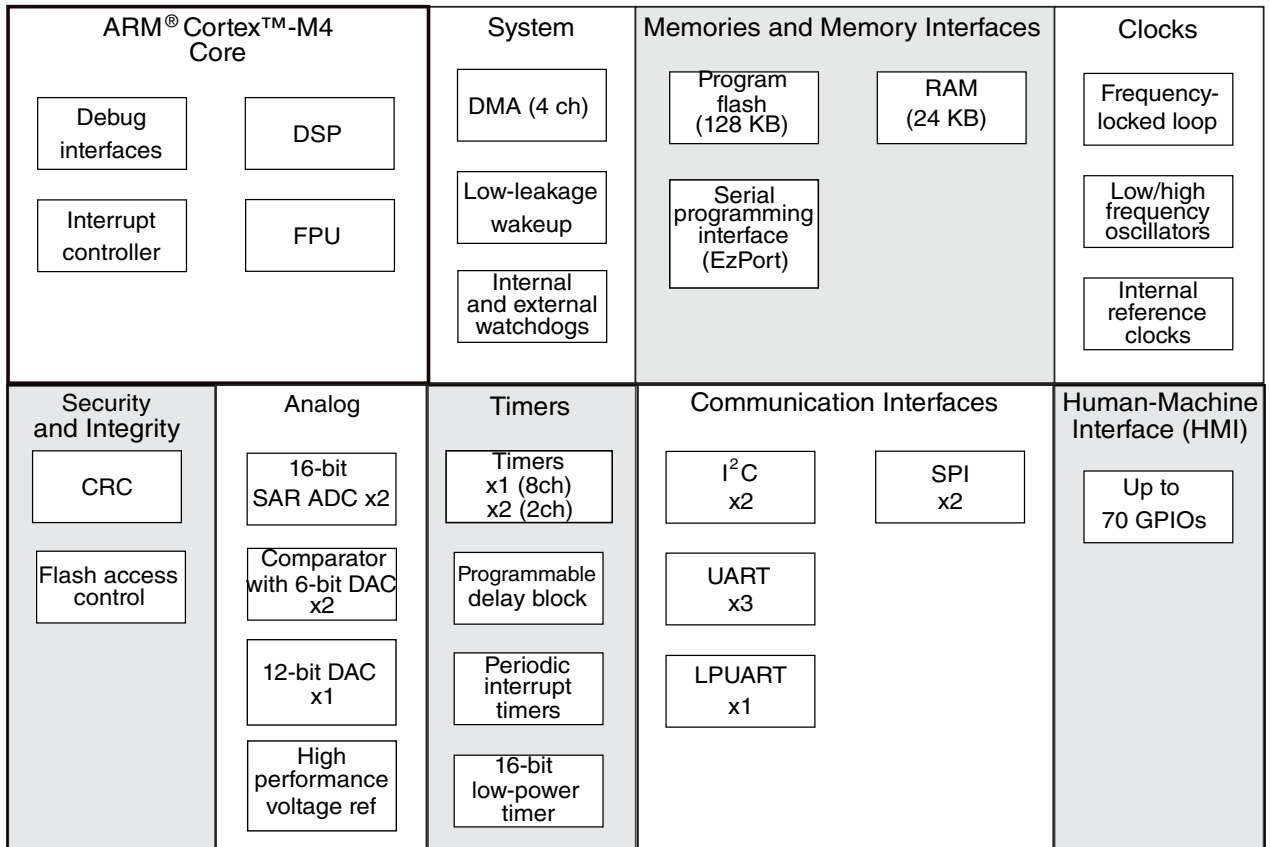 ARM® Cortex™-M4
Core
Debug
interfaces
DSP
Interrupt
controller
FPU
System
DMA (4 ch)
Low-leakage
wakeup
Internal
and external
watchdogs
Memories and Memory Interfaces
Program
flash
(128 KB)
RAM
(24 KB)
Serial
programming
interface
(EzPort)
Clocks
Frequency-
locked loop
Low/high
frequency
oscillators
Internal
reference
clocks
Security
and Integrity
CRC
Flash access
control
Analog
16-bit
SAR ADC x2
Comparator
with 6-bit DAC
x2
12-bit DAC
x1
High
performance
voltage ref
Timers
Timers
x1 (8ch)
x2 (2ch)
Programmable
delay block
Periodic
interrupt
timers
16-bit
low-power
timer
Communication Interfaces
I²C
x2
SPI
x2
UART
x3
LPUART
x1
Human-Machine
Interface (HMI)
Up to
70 GPIOs